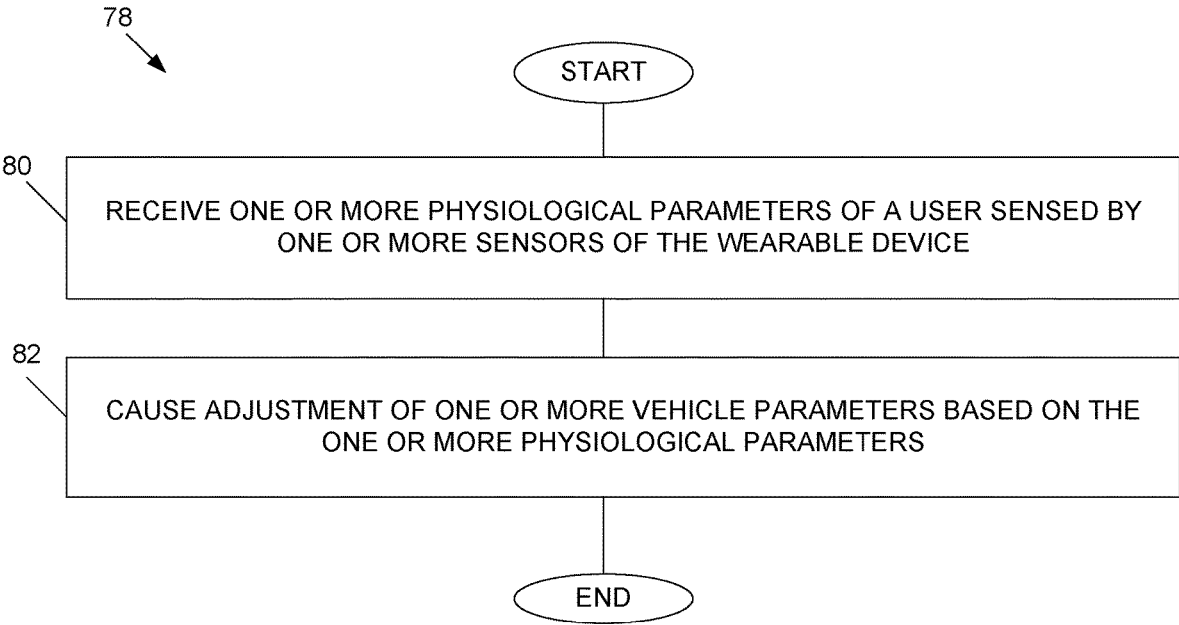 78
START
80
RECEIVE ONE OR MORE PHYSIOLOGICAL PARAMETERS OF A USER SENSED BY
ONE OR MORE SENSORS OF THE WEARABLE DEVICE
82
CAUSE ADJUSTMENT OF ONE OR MORE VEHICLE PARAMETERS BASED ON THE
ONE OR MORE PHYSIOLOGICAL PARAMETERS
END